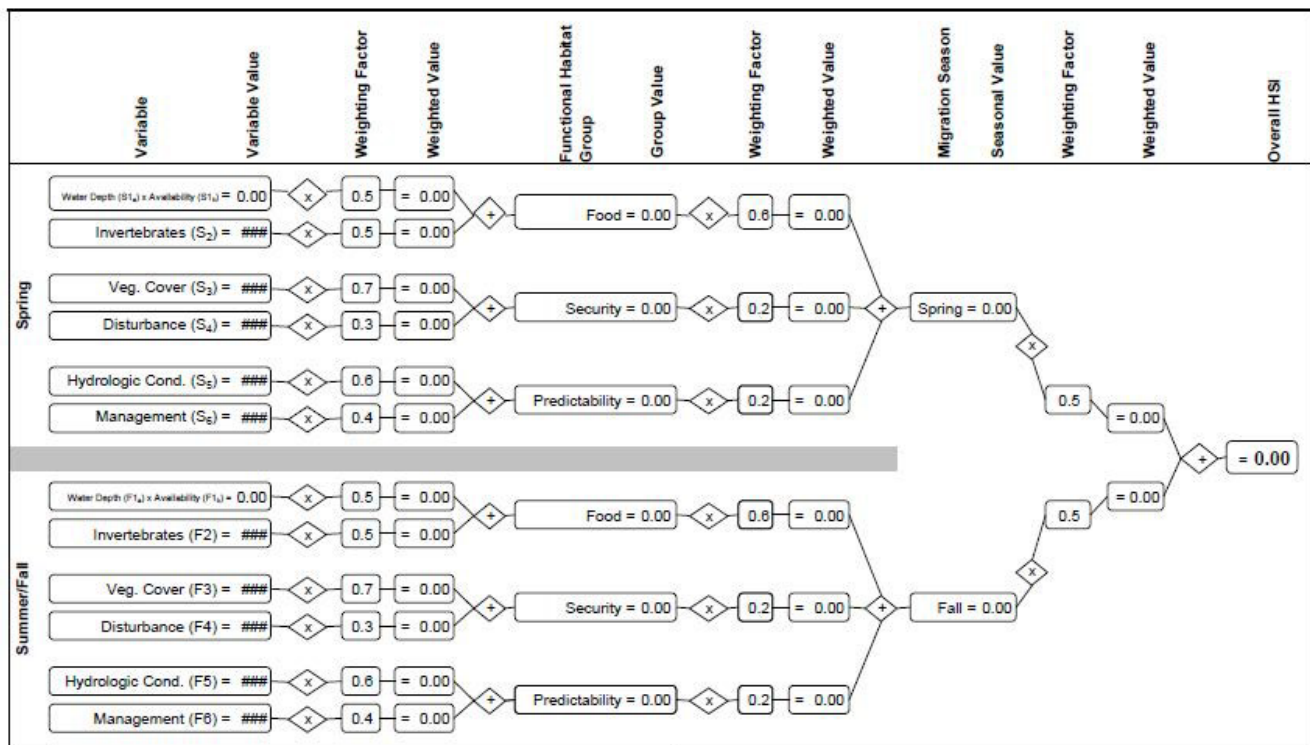 Variable
Variable Value
Weighting Factor
Weighted Value
Functional Habitat
Group
Group Value
Weighting Factor
Weighted Value
Migration Season
Seasonal Value
Weighting Factor
Weighted Value
Overall HSI
Spring
Water Depth (S1ₐ) x Availability (S1ₕ) = 0.00 x 0.5 = 0.00
Invertebrates (S₂) = ### x 0.5 = 0.00
+ Food = 0.00 x 0.6 = 0.00
Veg. Cover (S₃) = ### x 0.7 = 0.00
Disturbance (S₄) = ### x 0.3 = 0.00
+ Security = 0.00 x 0.2 = 0.00
+ Spring = 0.00
x
0.5
= 0.00
Hydrologic Cond. (S₅) = ### x 0.6 = 0.00
Management (S₆) = ### x 0.4 = 0.00
+ Predictability = 0.00 x 0.2 = 0.00
+ = 0.00
Summer/Fall
Water Depth (F1ₐ) x Availability (F1ₕ) = 0.00 x 0.5 = 0.00
Invertebrates (F2) = ### x 0.5 = 0.00
+ Food = 0.00 x 0.6 = 0.00
= 0.00
0.5
x
Veg. Cover (F3) = ### x 0.7 = 0.00
Disturbance (F4) = ### x 0.3 = 0.00
+ Security = 0.00 x 0.2 = 0.00
+ Fall = 0.00
Hydrologic Cond. (F5) = ### x 0.6 = 0.00
Management (F6) = ### x 0.4 = 0.00
+ Predictability = 0.00 x 0.2 = 0.00